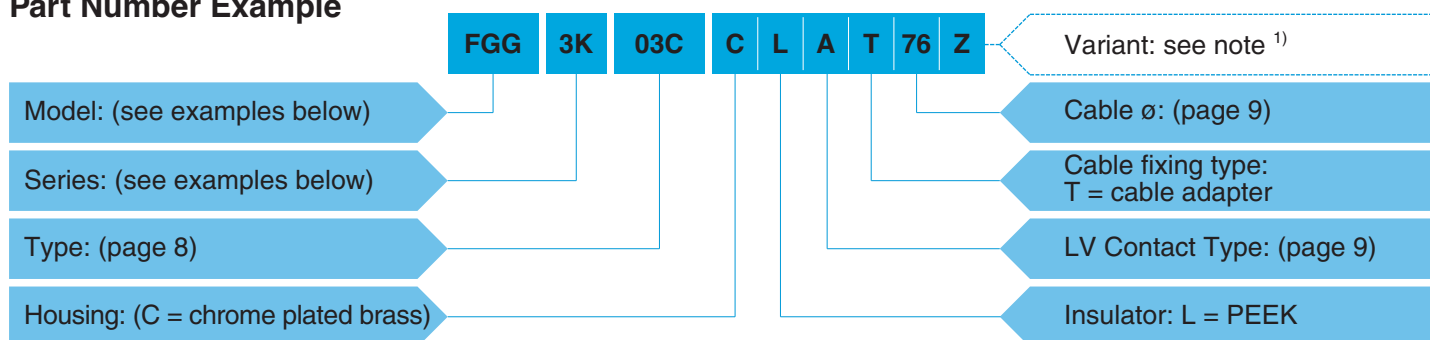 Part Number Example
FGG 3K 03C C L A T 76 Z
Variant: see note 1)
Model: (see examples below)
Cable ø: (page 9)
Series: (see examples below)
Cable fixing type:
T = cable adapter
Type: (page 8)
LV Contact Type: (page 9)
Housing: (C = chrome plated brass)
Insulator: L = PEEK